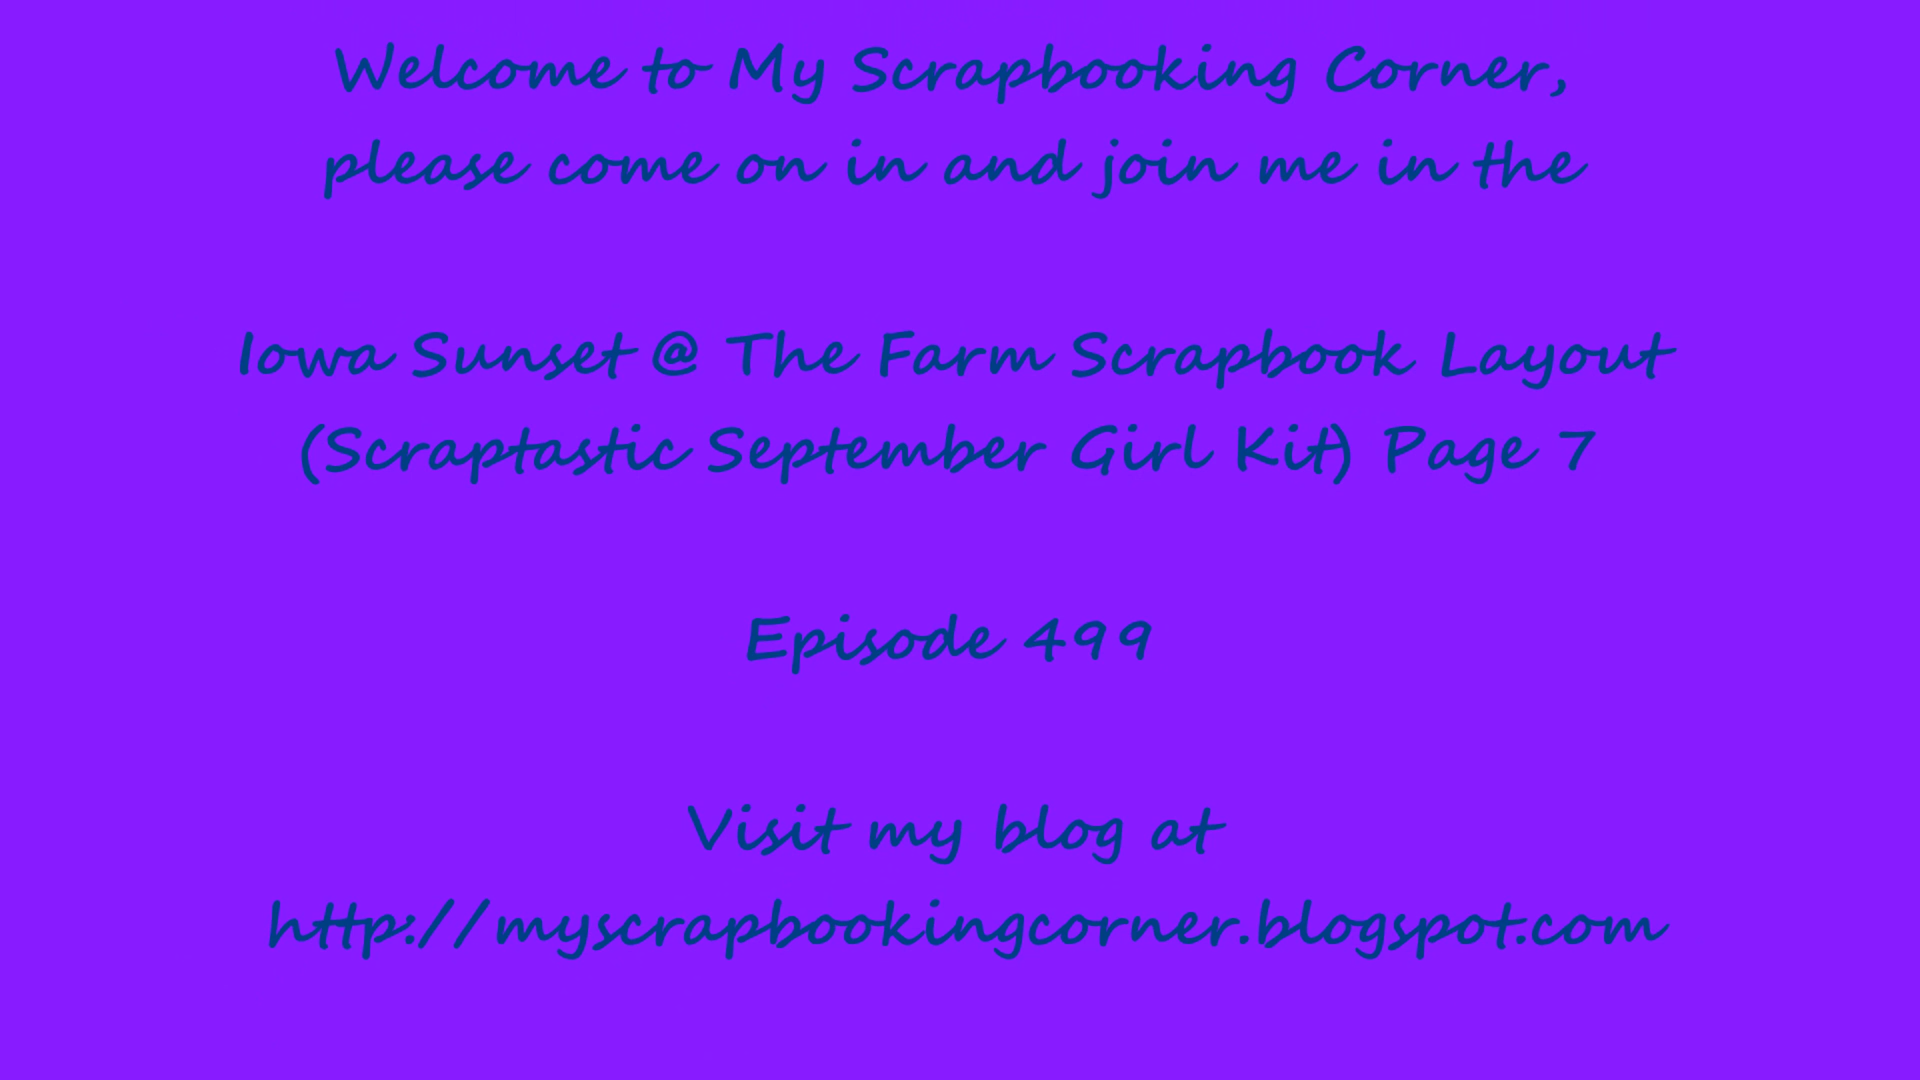 Welcome to My Scrapbooking Corner,
please come on in and join me in the
Iowa Sunset @ The Farm Scrapbook Layout
(Scraptastic September Girl Kit) Page 7
Episode 499
Visit my blog at
http://myscrapbookingcorner.blogspot.com